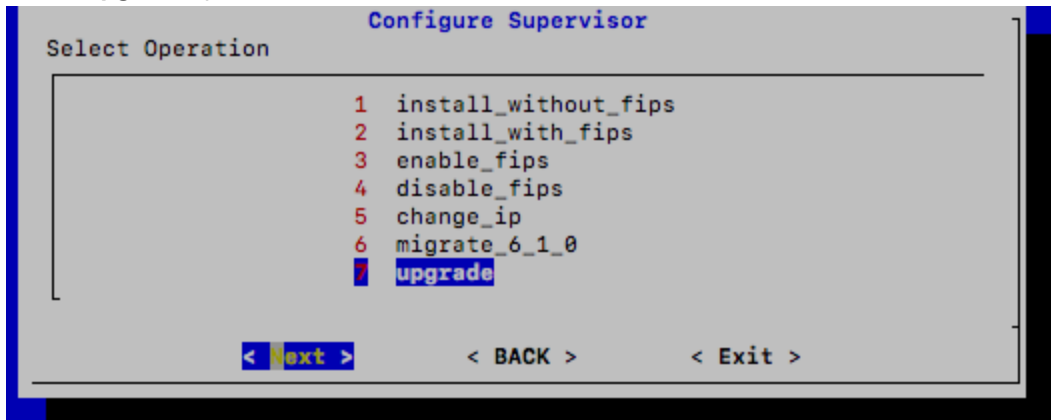 Configure Supervisor
Select Operation
1 install_without_fips
2 install_with_fips
3 enable_fips
4 disable_fips
5 change_ip
6 migrate_6_1_0
7 upgrade
< Next > < BACK > < Exit >